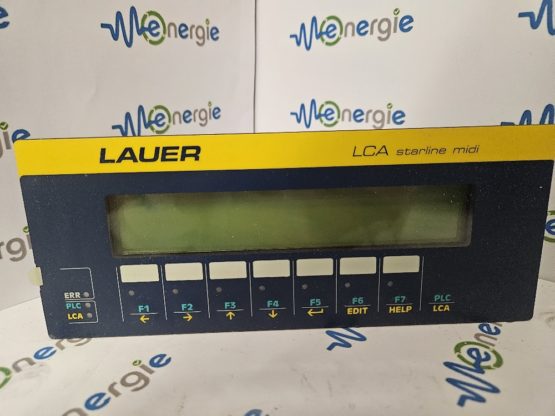 Energie
Energie
Energie
Energie
LAUER
LCA starline midi
ERR
PLC
LCA
F1
F2
F3
F4
F5
F6
EDIT
F7
HELP
PLC
LCA
Energie
Energie